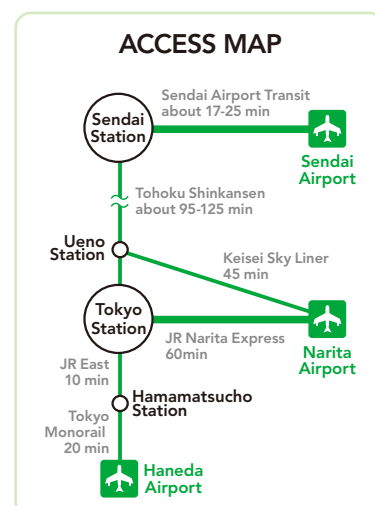 ACCESS MAP
Sendai Airport Transit
about 17-25 min
Sendai
Station
Sendai
Airport
Tohoku Shinkansen
about 95-125 min
Ueno
Station
Keisei Sky Liner
45 min
Tokyo
Station
JR Narita Express
60min
Narita
Airport
JR East
10 min
Hamamatsucho
Station
Tokyo
Monorail
20 min
Haneda
Airport